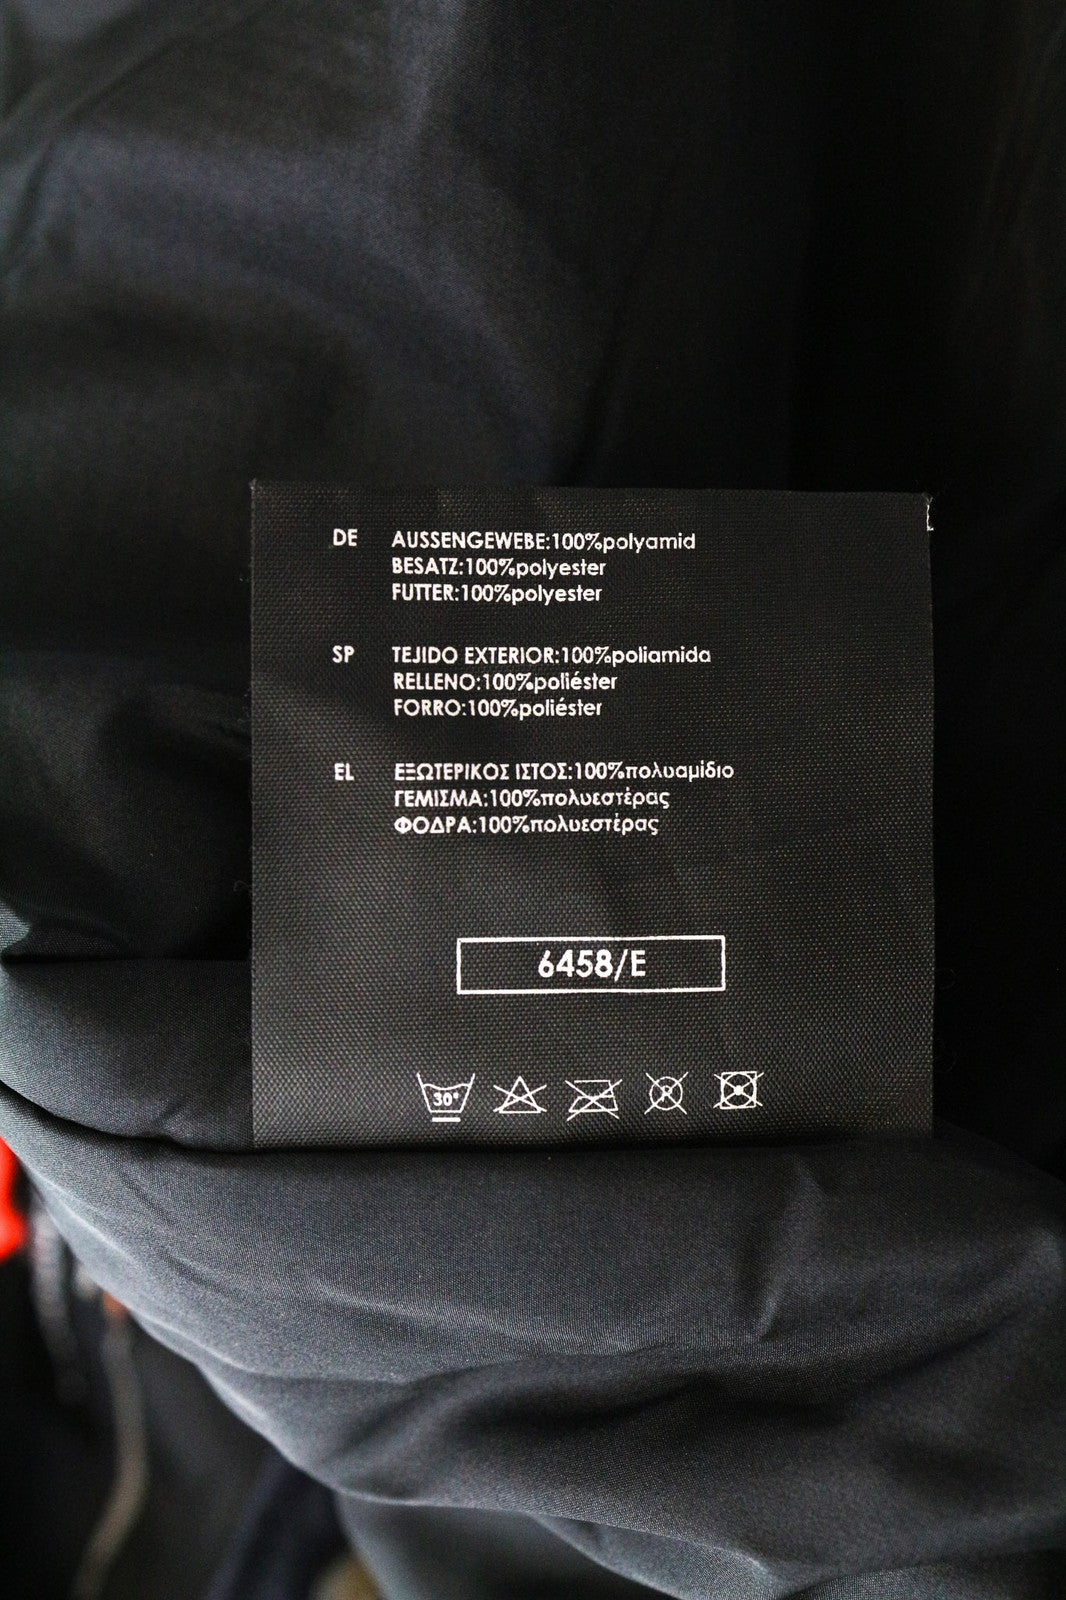 DE AUSSENGEWEBE:100%polyamid
BESATZ:100%polyester
FUTTER:100%polyester
SP TEJIDO EXTERIOR:100%poliamida
RELLENO:100%poliéster
FORRO:100%poliéster
EL ΕΞΩΤΕΡΙΚΟΣ ΙΣΤΟΣ:100%πολυαμίδιο
ΓΕΜΙΣΜΑ:100%πολυεστέρας
ΦΟΔΡΑ:100%πολυεστέρας
6458/E
30° P